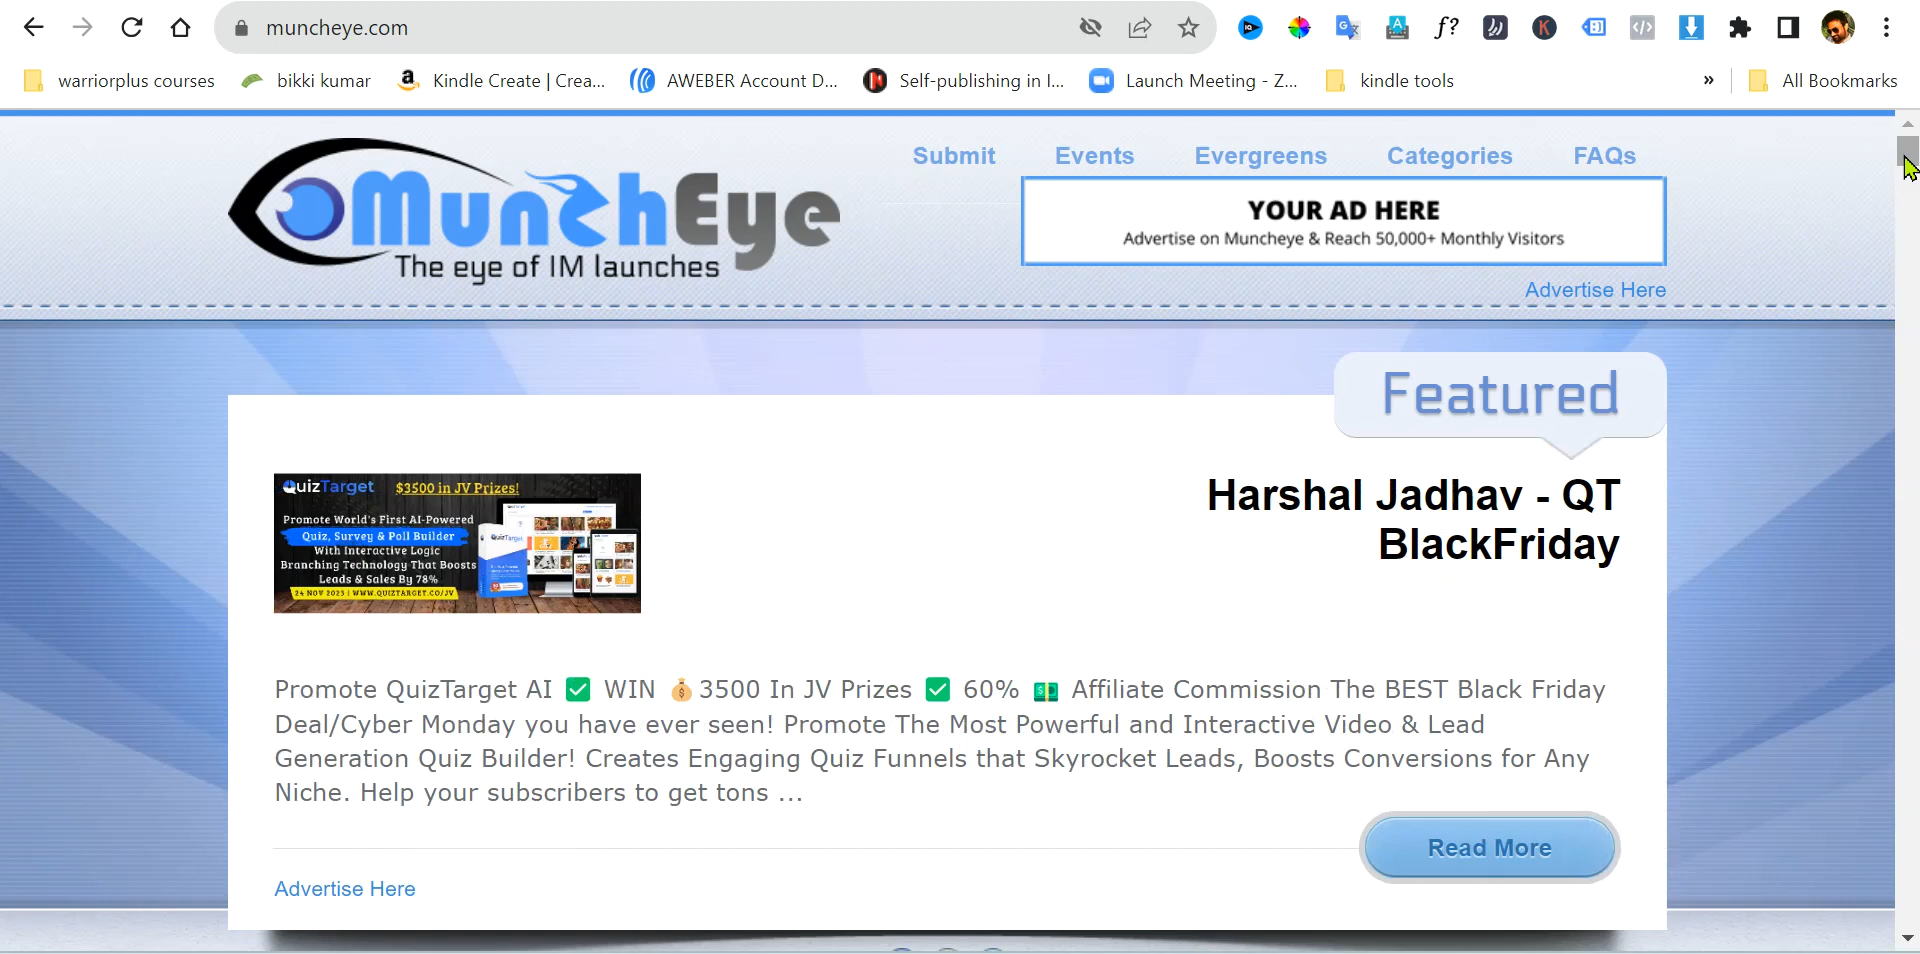 muncheye.com
warriorplus courses
bikki kumar
Kindle Create | Crea...
AWEBER Account D...
Self-publishing in I...
Launch Meeting - Z...
kindle tools
»
All Bookmarks
MunchEye
The eye of IM launches
Submit
Events
Evergreens
Categories
FAQs
YOUR AD HERE
Advertise on Muncheye & Reach 50,000+ Monthly Visitors
Advertise Here
Featured
QuizTarget
$3500 in JV Prizes!
Promote World's First AI-Powered
Quiz, Survey & Poll Builder
With Interactive Logic
Branching Technology That Boosts
Leads & Sales By 78%
24 NOV 2023 | WWW.QUIZTARGET.CO/JV
Harshal Jadhav - QT
BlackFriday
Promote QuizTarget AI ✅ WIN 💰3500 In JV Prizes ✅ 60% 💵 Affiliate Commission The BEST Black Friday
Deal/Cyber Monday you have ever seen! Promote The Most Powerful and Interactive Video & Lead
Generation Quiz Builder! Creates Engaging Quiz Funnels that Skyrocket Leads, Boosts Conversions for Any
Niche. Help your subscribers to get tons ...
Read More
Advertise Here